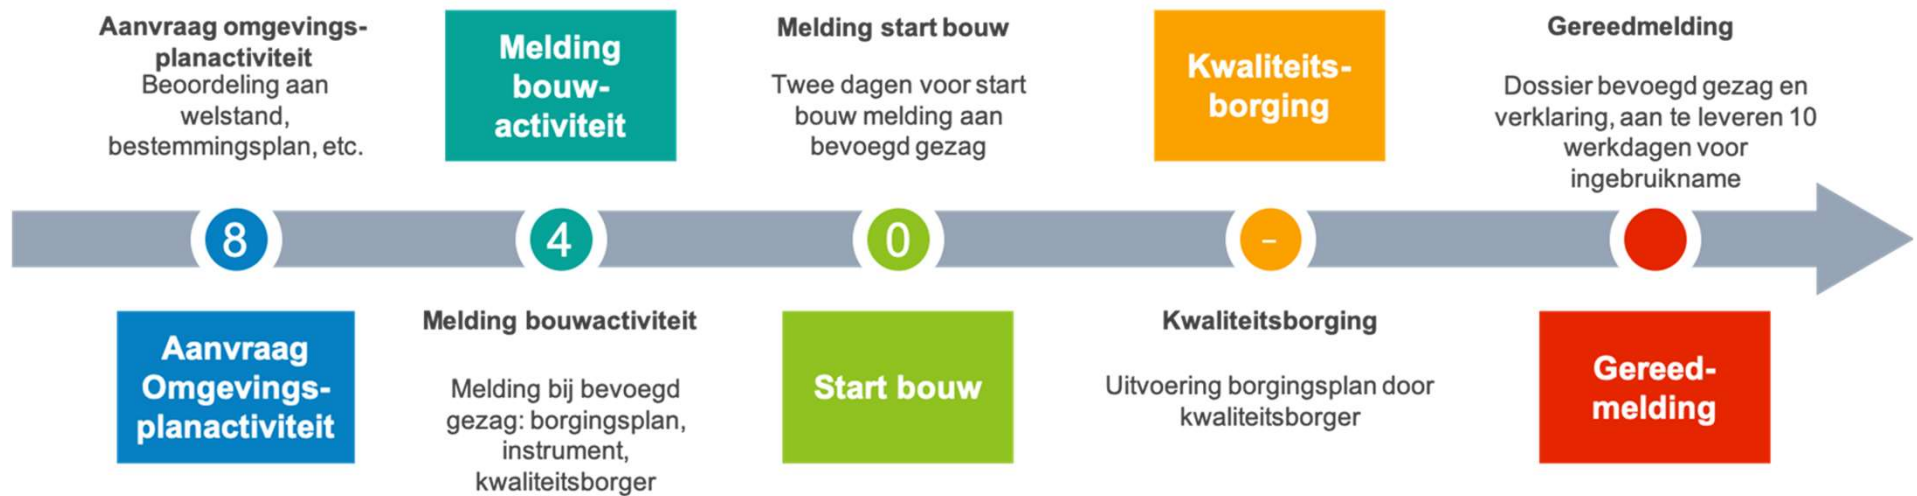 Aanvraag omgevings-
planactiviteit
Beoordeling aan
welstand,
bestemmingsplan, etc.
Melding
bouw-
activiteit
Melding start bouw
Twee dagen voor start
bouw melding aan
bevoegd gezag
Kwaliteits-
borging
Gereedmelding
Dossier bevoegd gezag en
verklaring, aan te leveren 10
werkdagen voor
ingebruikname
8
4
0
-
Aanvraag
Omgevings-
planactiviteit
Melding bouwactiviteit
Melding bij bevoegd
gezag: borgingsplan,
instrument,
kwaliteitsborger
Start bouw
Kwaliteitsborging
Uitvoering borgingsplan door
kwaliteitsborger
Gereed-
melding